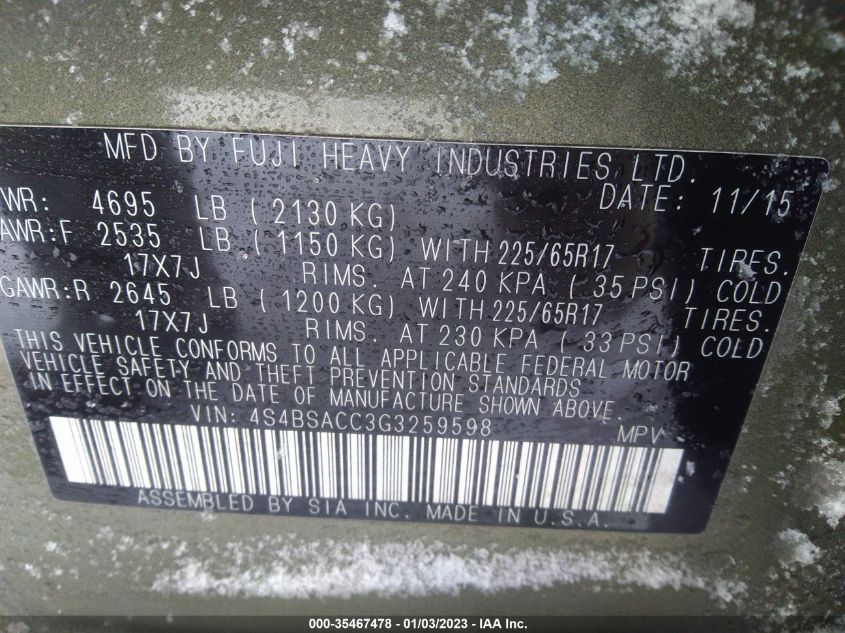 MFD BY FUJI HEAVY INDUSTRIES LTD.
DATE: 11/15
WR: 4695 LB ( 2130 KG)
AWR:F 2535 LB ( 1150 KG) WITH 225/65R17 TIRES.
17X7J RIMS. AT 240 KPA ( 35 PSI) COLD
GAWR:R 2645 LB ( 1200 KG) WITH 225/65R17 TIRES.
17X7J RIMS. AT 230 KPA ( 33 PSI) COLD
THIS VEHICLE CONFORMS TO ALL APPLICABLE FEDERAL MOTOR
VEHICLE SAFETY AND THEFT PREVENTION STANDARDS
IN EFFECT ON THE DATE OF MANUFACTURE SHOWN ABOVE.
VIN: 4S4BSACC3G3259598 MPV
ASSEMBLED BY SIA INC. MADE IN U.S.A.
000-35467478 - 01/03/2023 - IAA Inc.